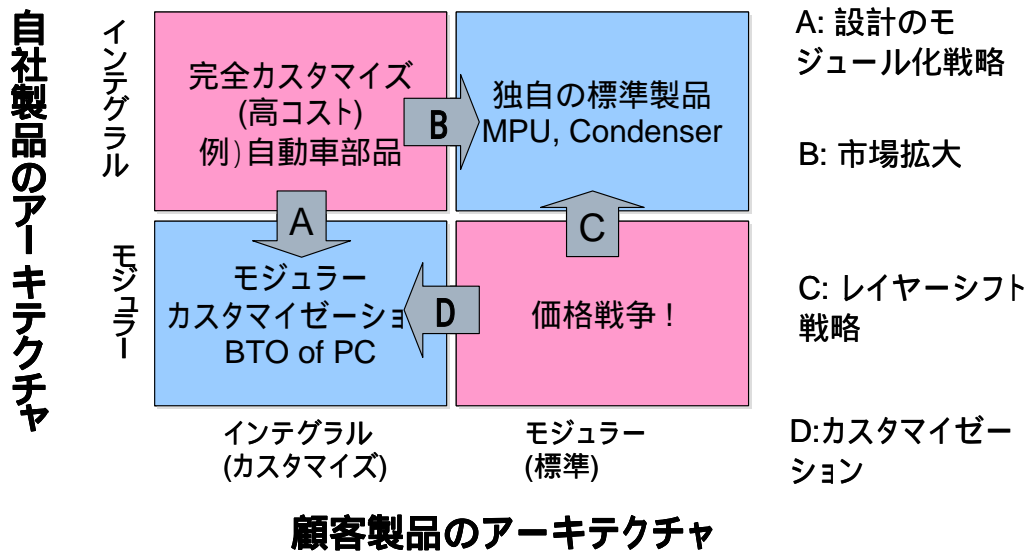 自社製品のアーキテクチャ
インテグラル
モジュラー
完全カスタマイズ
(高コスト)
例)自動車部品
B
独自の標準製品
MPU, Condenser
A
C
モジュラー
カスタマイゼーショ
BTO of PC
D
価格戦争！
インテグラル
(カスタマイズ)
モジュラー
(標準)
顧客製品のアーキテクチャ
A: 設計のモ
ジュール化戦略
B: 市場拡大
C: レイヤーシフト
戦略
D:カスタマイゼー
ション